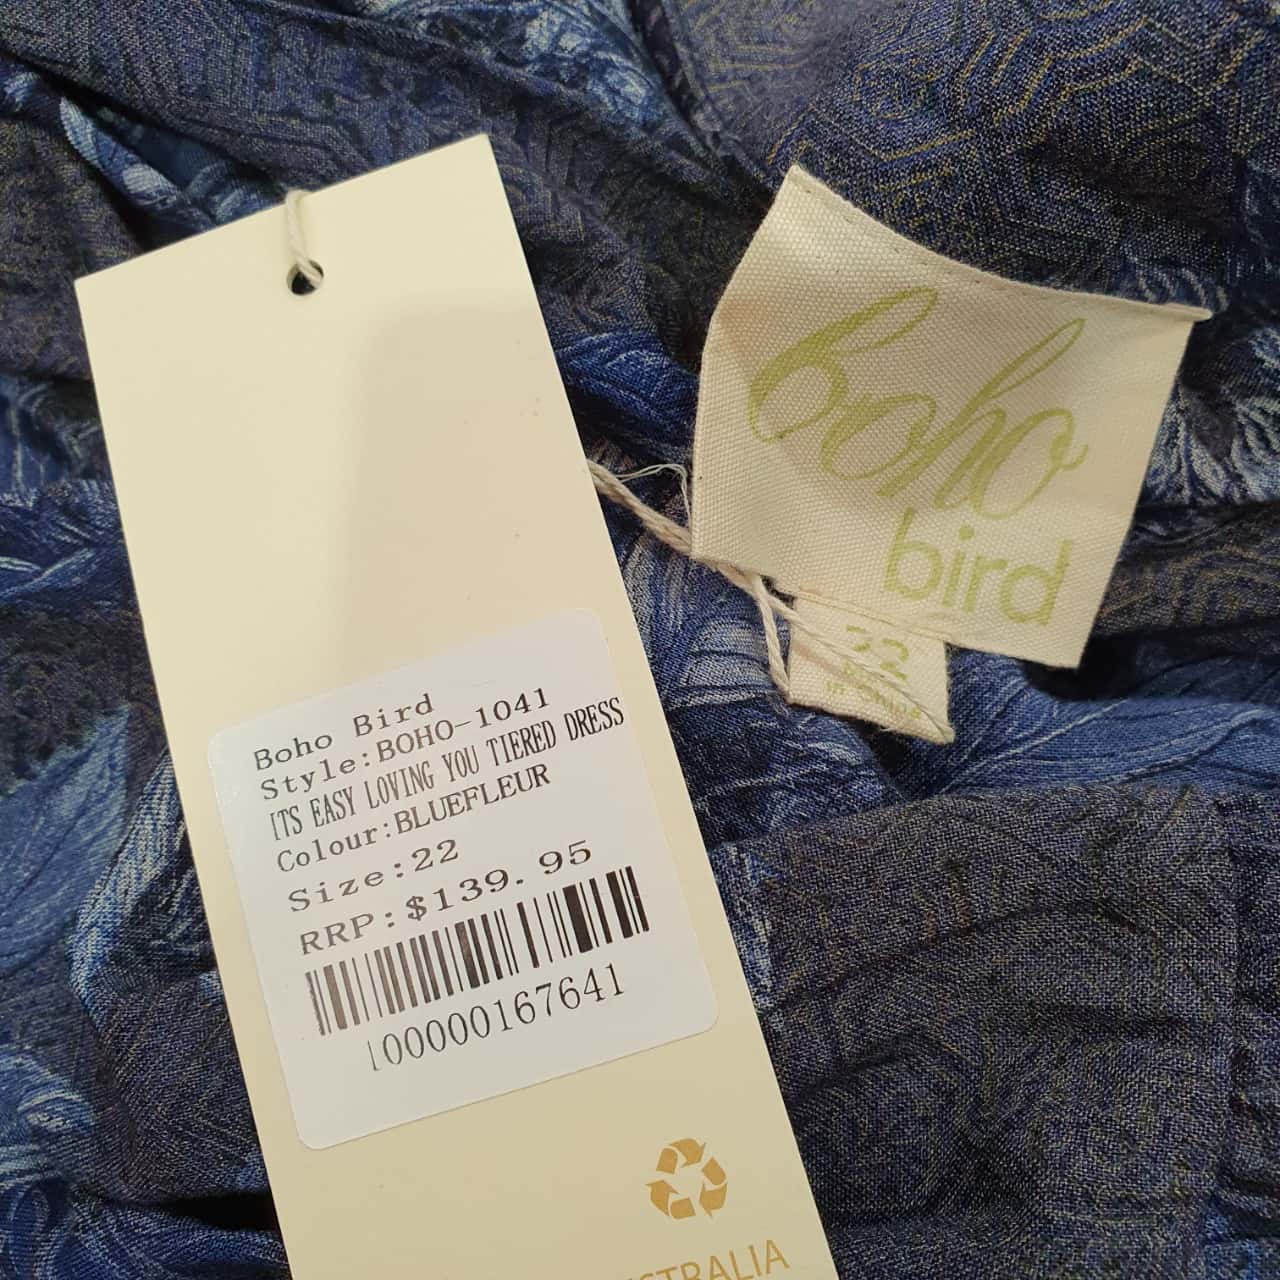 boho
bird
22
Boho Bird
Style:BOHO-1041
ITS EASY LOVING YOU TIERED DRESS
Colour:BLUEFLEUR
Size:22
RRP:$139.95
100000167641